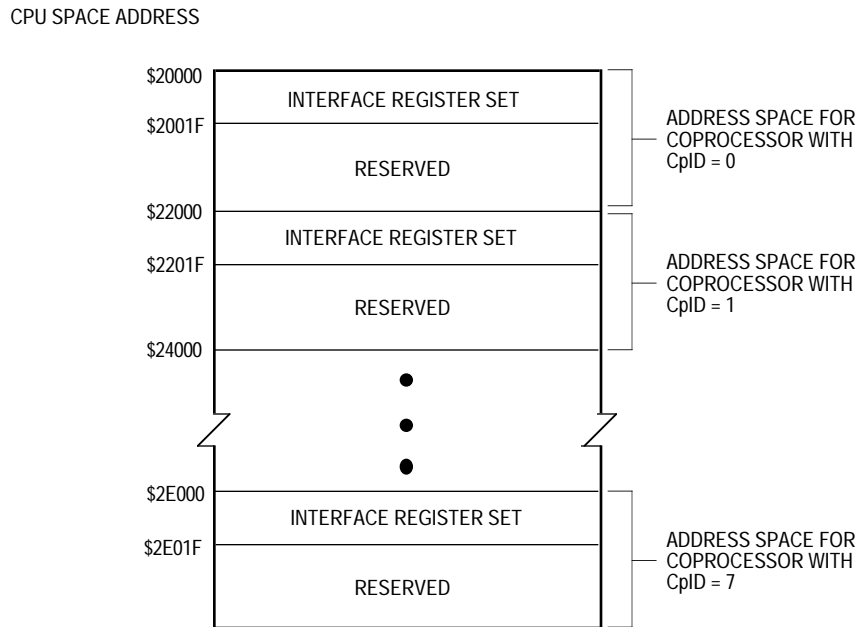 CPU SPACE ADDRESS
$20000
INTERFACE REGISTER SET
$2001F
RESERVED
ADDRESS SPACE FOR
COPROCESSOR WITH
CpID = 0
$22000
INTERFACE REGISTER SET
$2201F
RESERVED
ADDRESS SPACE FOR
COPROCESSOR WITH
CpID = 1
$24000
$2E000
INTERFACE REGISTER SET
$2E01F
RESERVED
ADDRESS SPACE FOR
COPROCESSOR WITH
CpID = 7